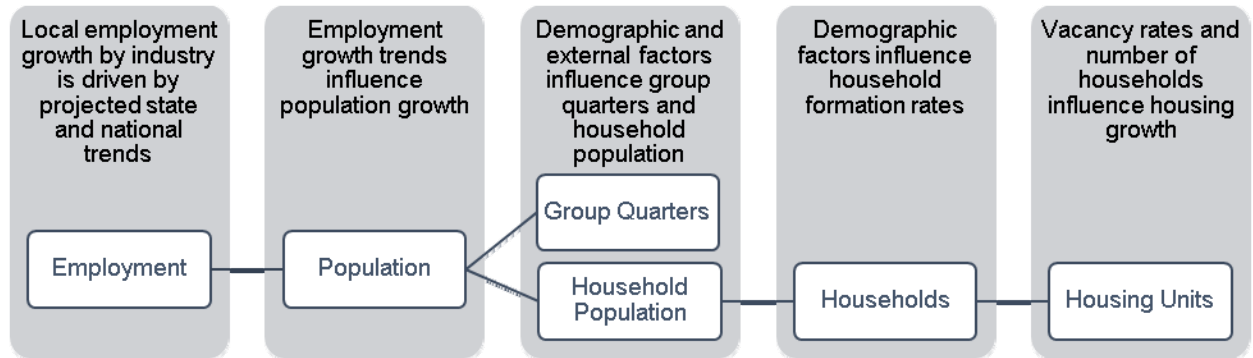 Local employment
growth by industry
is driven by
projected state
and national
trends
Employment
Employment
growth trends
influence
population growth
Population
Demographic and
external factors
influence group
quarters and
household
population
Group Quarters
Household
Population
Demographic
factors influence
household
formation rates
Households
Vacancy rates and
number of
households
influence housing
growth
Housing Units